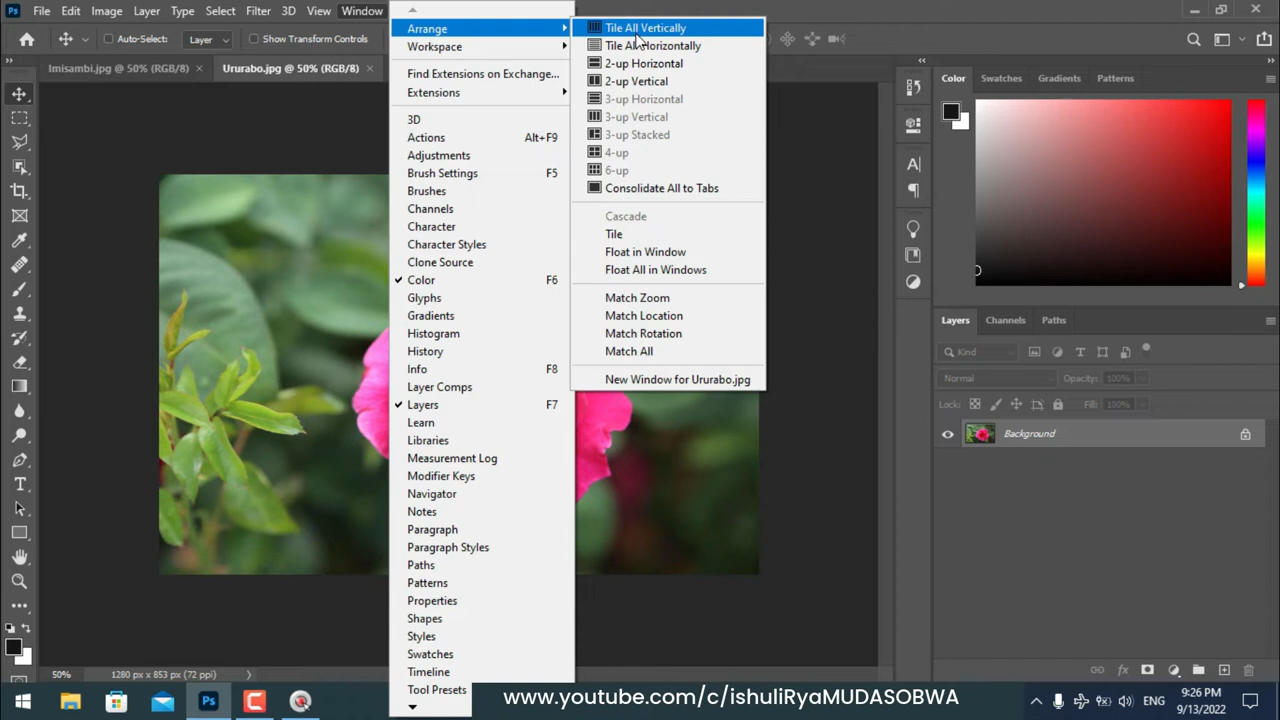 File Edit Image Layer Type Select Filter 3D View Window
Auto-Select: Layer Show Transform Controls
Imisambi.jpg @ 50% (RGB/8) Ururabo.jpg @ 50% (RGB/8)
Arrange
Workspace
Find Extensions on Exchange...
Extensions
3D
Actions Alt+F9
Adjustments
Brush Settings F5
Brushes
Channels
Character
Character Styles
Clone Source
Color F6
Glyphs
Gradients
Histogram
History
Info F8
Layer Comps
Layers F7
Learn
Libraries
Measurement Log
Modifier Keys
Navigator
Notes
Paragraph
Paragraph Styles
Paths
Patterns
Properties
Shapes
Styles
Swatches
Timeline
Tool Presets
Tile All Vertically
Tile All Horizontally
2-up Horizontal
2-up Vertical
3-up Horizontal
3-up Vertical
3-up Stacked
4-up
6-up
Consolidate All to Tabs
Cascade
Tile
Float in Window
Float All in Windows
Match Zoom
Match Location
Match Rotation
Match All
New Window for Ururabo.jpg
Color Swatches Gradients Patterns
Layers Channels Paths
Kind
Normal Opacity: 100%
Lock: Fill: 100%
Background
50% 1280 px x 853 px (72 ppi)
www.youtube.com/c/ishuliRyaMUDASOBWA
ENG
9:26 PM
9/13/2022